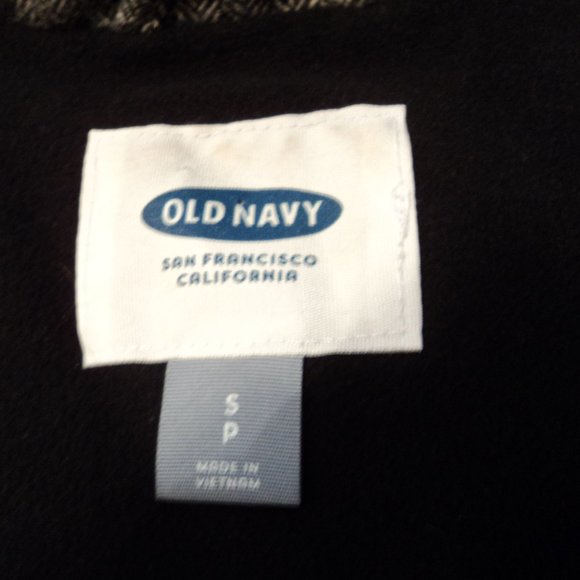 OLD NAVY
SAN FRANCISCO
CALIFORNIA
S
P
MADE IN
VIETNAM